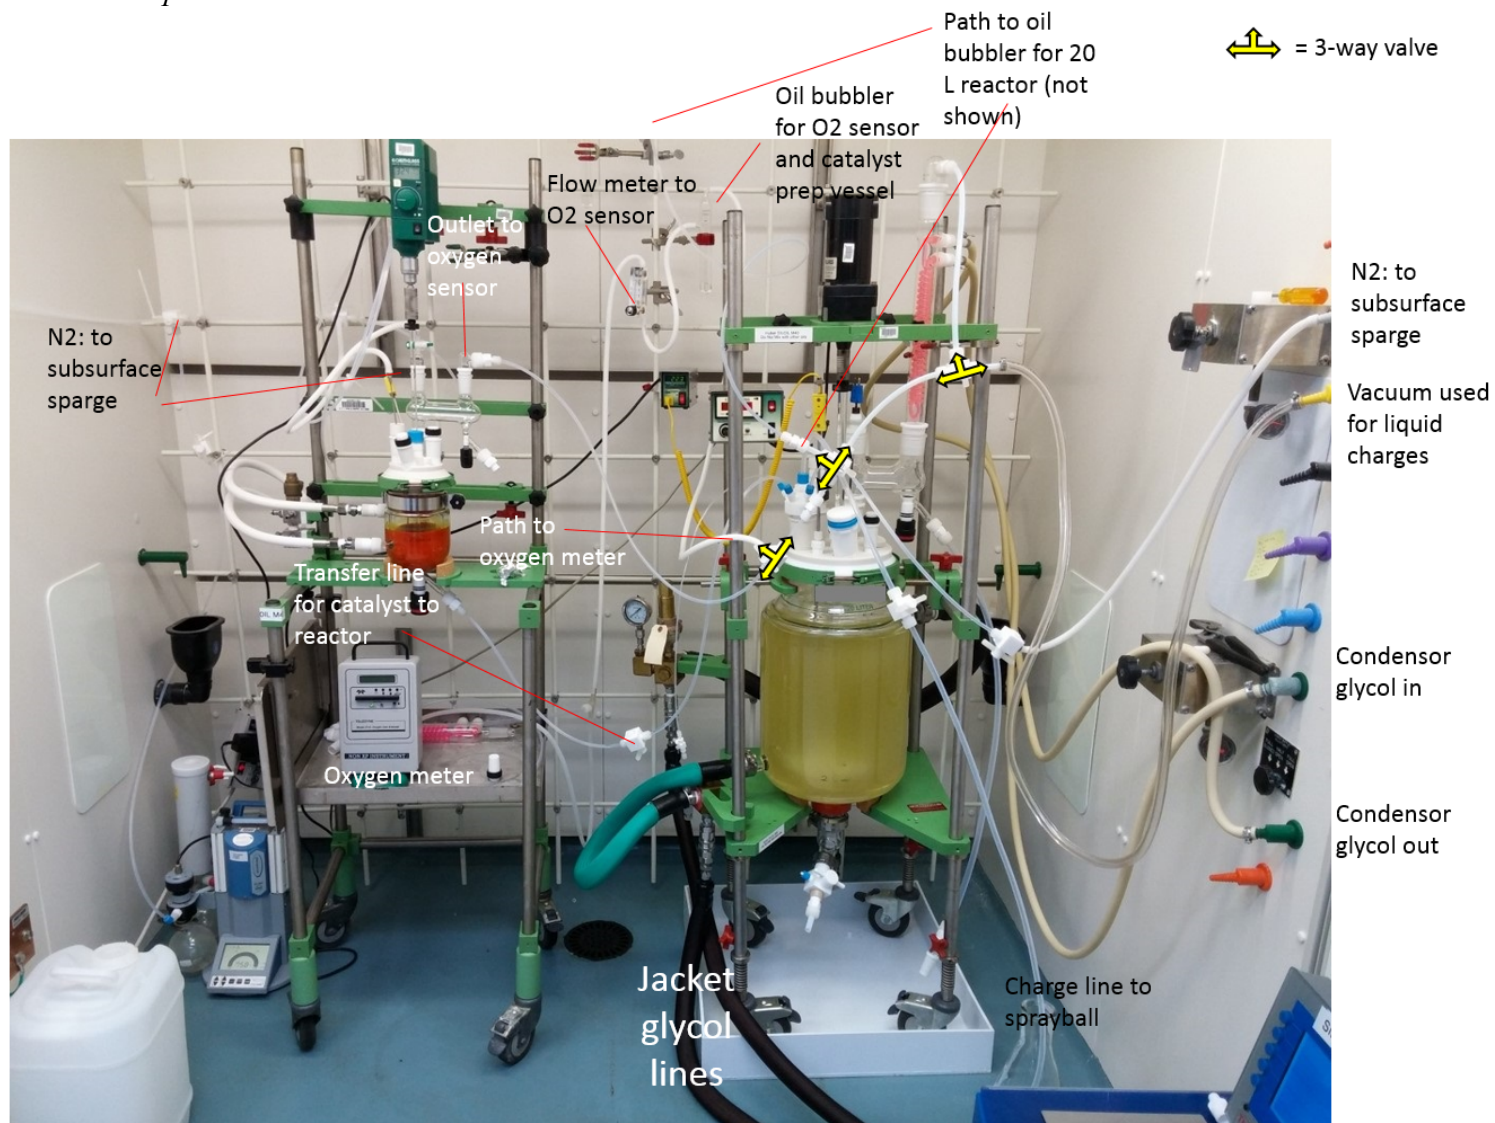 Path to oil
bubbler for 20
L reactor (not
shown)
= 3-way valve
Oil bubbler
for O2 sensor
and catalyst
prep vessel
Flow meter to
O2 sensor
Outlet to
oxygen
sensor
N2: to
subsurface
sparge
N2: to
subsurface
sparge
Vacuum used
for liquid
charges
Path to
oxygen meter
Transfer line
for catalyst to
reactor
Oxygen meter
Condensor
glycol in
Condensor
glycol out
Jacket
glycol
lines
Charge line to
sprayball